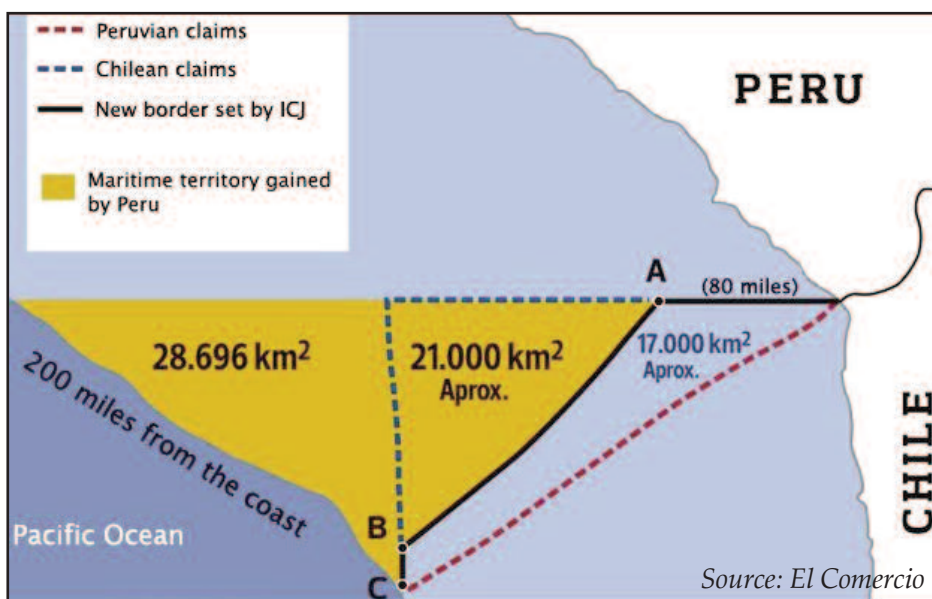 Peruvian claims
Chilean claims
New border set by ICJ
Maritime territory gained
by Peru
PERU
A
(80 miles)
28.696 km²
21.000 km²
Aprox.
17.000 km²
Aprox.
200 miles from the coast
CHILE
B
Pacific Ocean
C
Source: El Comercio